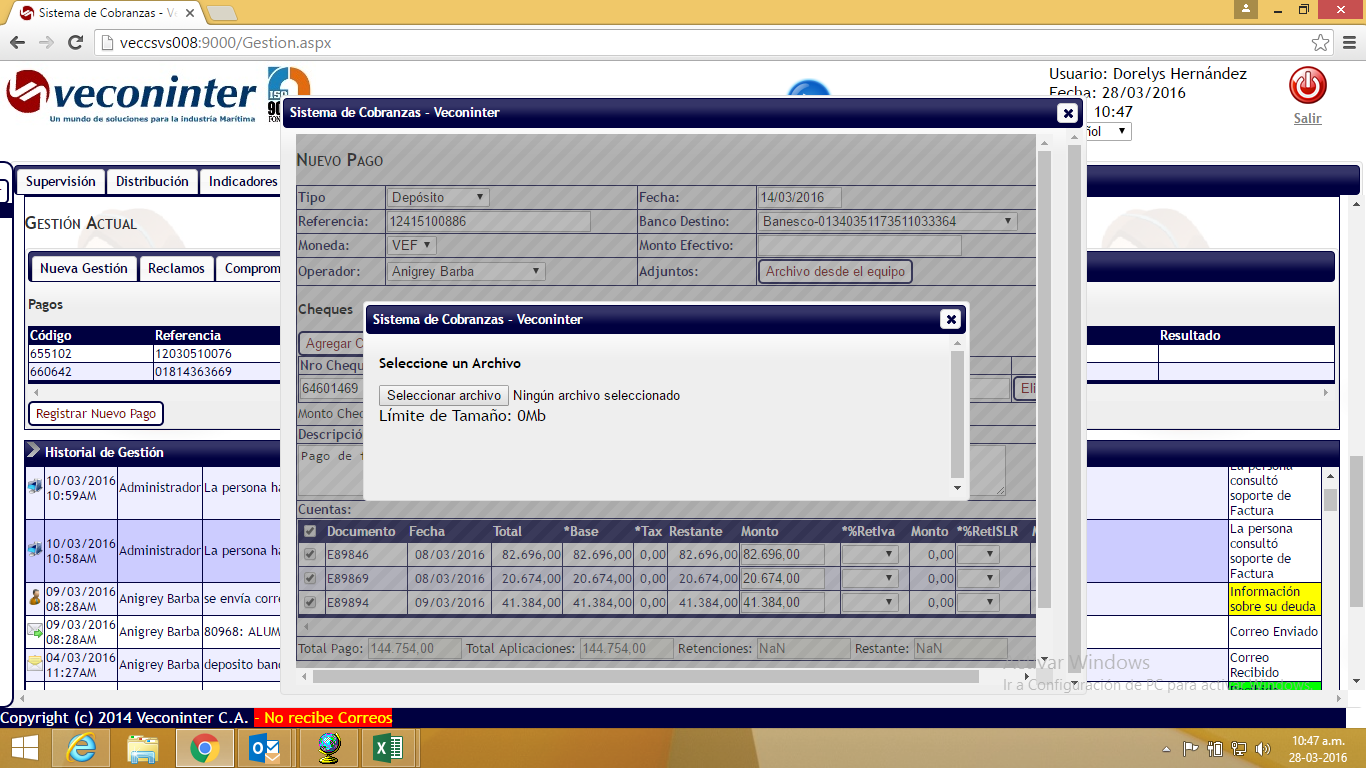 Sistema de Cobranzas - V
veccsvs008:9000/Gestion.aspx
veconinter
Un mundo de soluciones para la industria Marítima
ISO
Usuario: Dorelys Hernández
Fecha: 28/03/2016
10:47
ñol
Salir
Supervisión Distribución Indicadores
GESTIÓN ACTUAL
Nueva Gestión Reclamos Comprom
Pagos
Código Referencia Resultado
655102 12030510076
660642 01814363669
Registrar Nuevo Pago
Historial de Gestión
10/03/2016 10:59AM Administrador La persona ha
La persona
consultó
soporte de
Factura
10/03/2016 10:58AM Administrador La persona ha
La persona
consultó
soporte de
Factura
09/03/2016 08:28AM Anigrey Barba se envía corr
Información
sobre su deuda
09/03/2016 08:28AM Anigrey Barba 80968: ALUM Correo Enviado
04/03/2016 11:27AM Anigrey Barba deposito banc
Correo
Recibido
Sistema de Cobranzas - Veconinter
NUEVO PAGO
Tipo Depósito Fecha: 14/03/2016
Referencia: 12415100886 Banco Destino: Banesco-01340351173511033364
Moneda: VEF Monto Efectivo:
Operador: Anigrey Barba Adjuntos: Archivo desde el equipo
Cheques
Agregar C
Nro Chequ
64601469 Eli
Monto Chec
Descripció
Pago de f
Sistema de Cobranzas - Veconinter
Seleccione un Archivo
Seleccionar archivo Ningún archivo seleccionado
Límite de Tamaño: 0Mb
Cuentas:
Documento Fecha Total *Base *Tax Restante Monto *%RetIva Monto *%RetISLR
E89846 08/03/2016 82.696,00 82.696,00 0,00 82.696,00 82.696,00 0,00
E89869 08/03/2016 20.674,00 20.674,00 0,00 20.674,00 20.674,00 0,00
E89894 09/03/2016 41.384,00 41.384,00 0,00 41.384,00 41.384,00 0,00
Total Pago: 144.754,00 Total Aplicaciones: 144.754,00 Retenciones: NaN Restante: NaN
Activar Windows
Ir a Configuración de PC para acti
Copyright (c) 2014 Veconinter C.A. - No recibe Correos
10:47 a.m.
28-03-2016